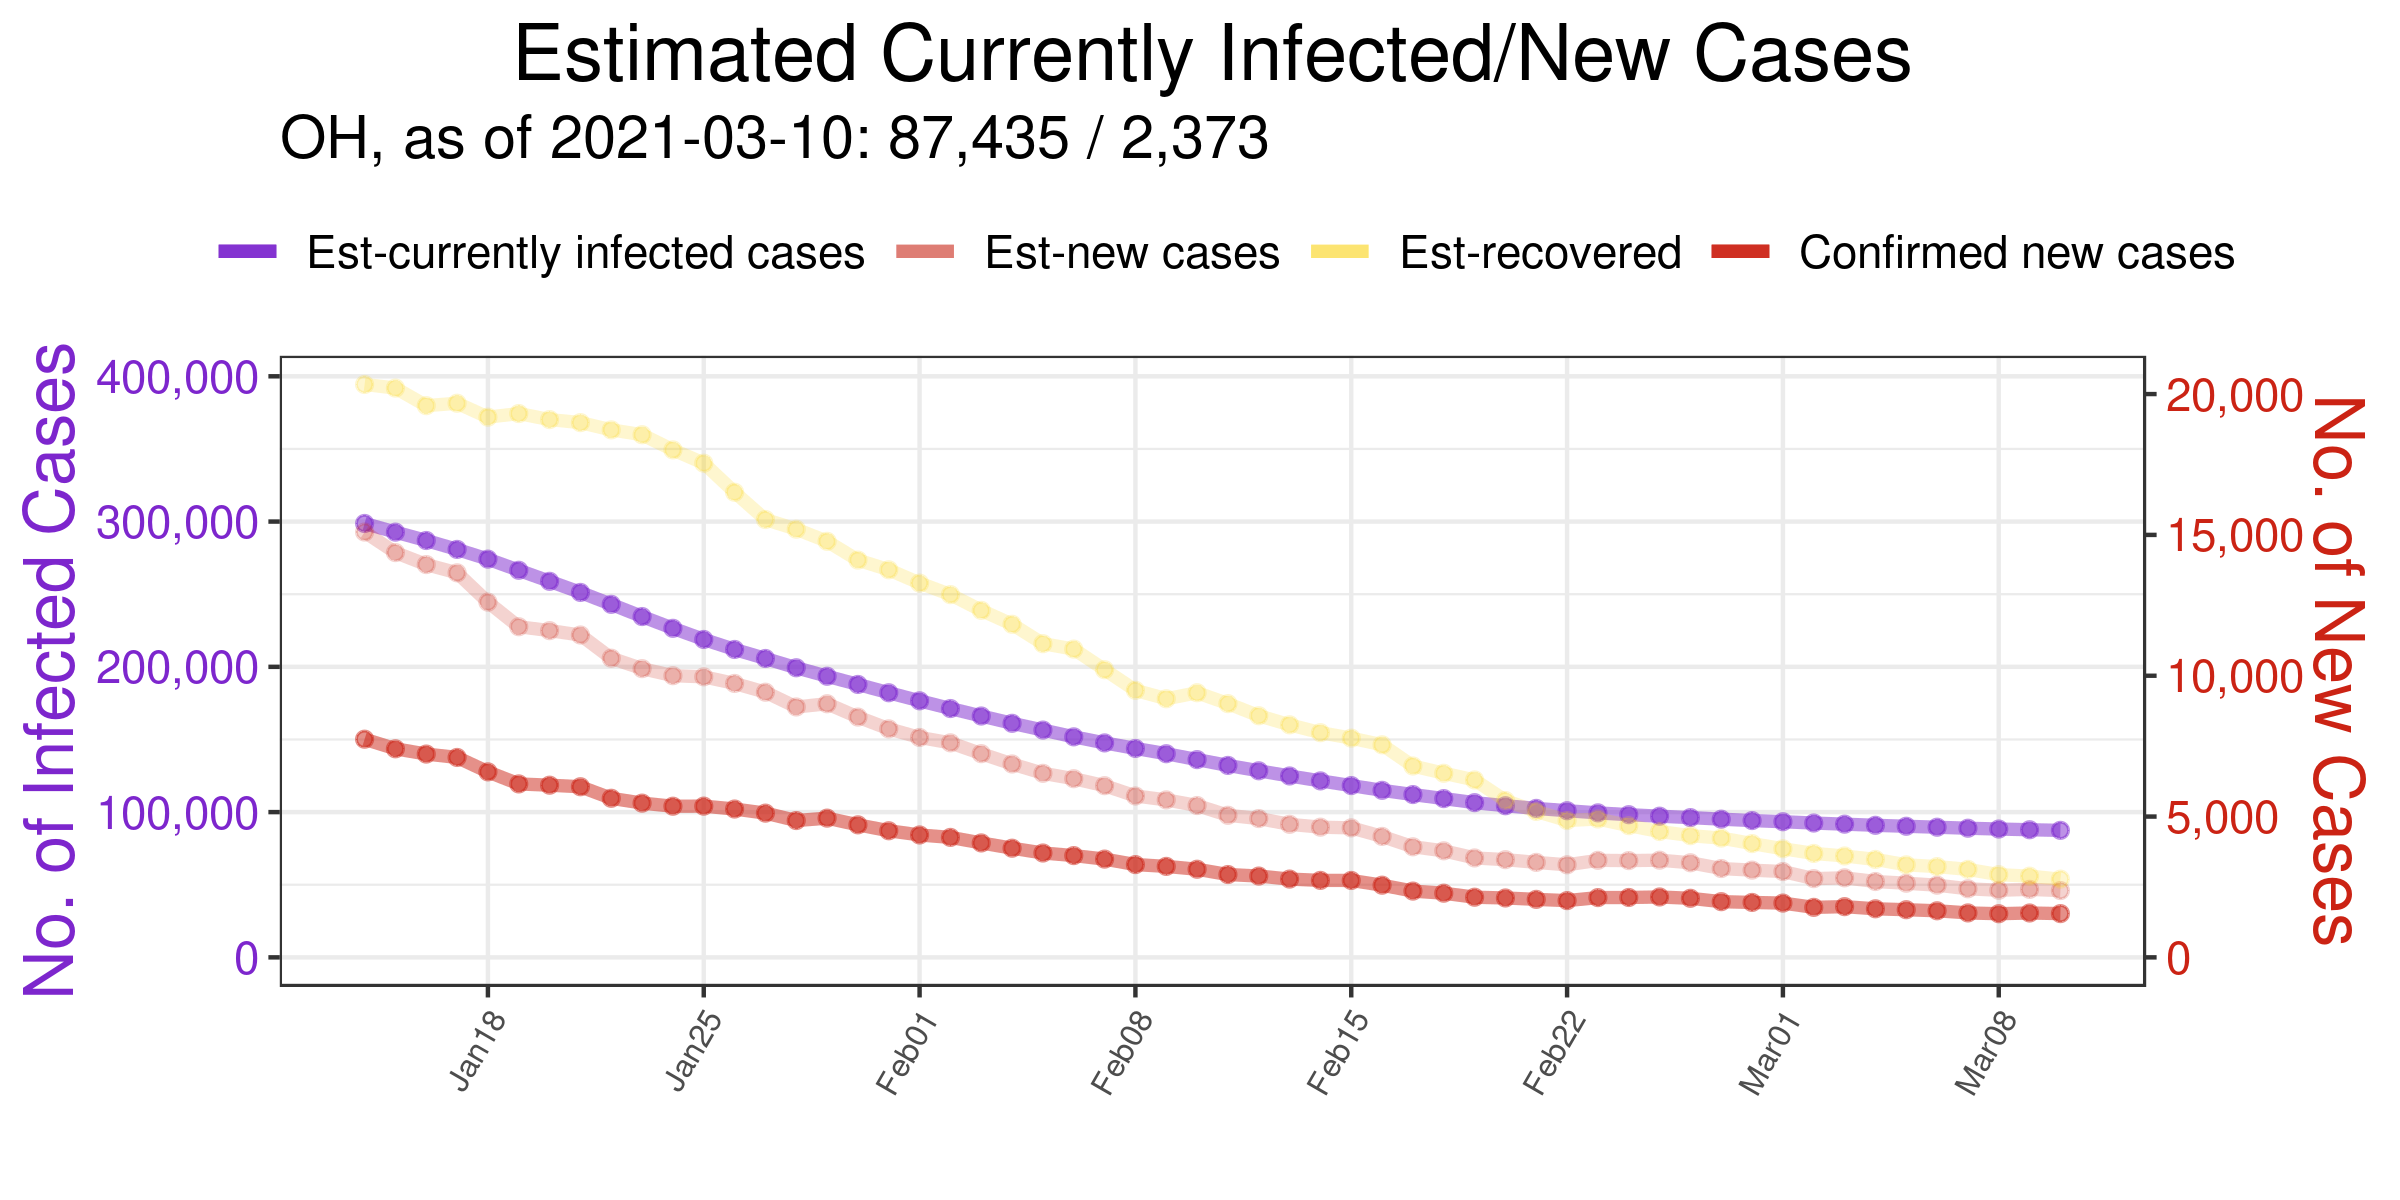 Estimated Currently Infected/New Cases
OH, as of 2021-03-10: 87,435 / 2,373
Est-currently infected cases Est-new cases Est-recovered Confirmed new cases
No. of Infected Cases
400,000
300,000
200,000
100,000
0
20,000
15,000
10,000
5,000
0
No. of New Cases
Jan18 Jan25 Feb01 Feb08 Feb15 Feb22 Mar01 Mar08